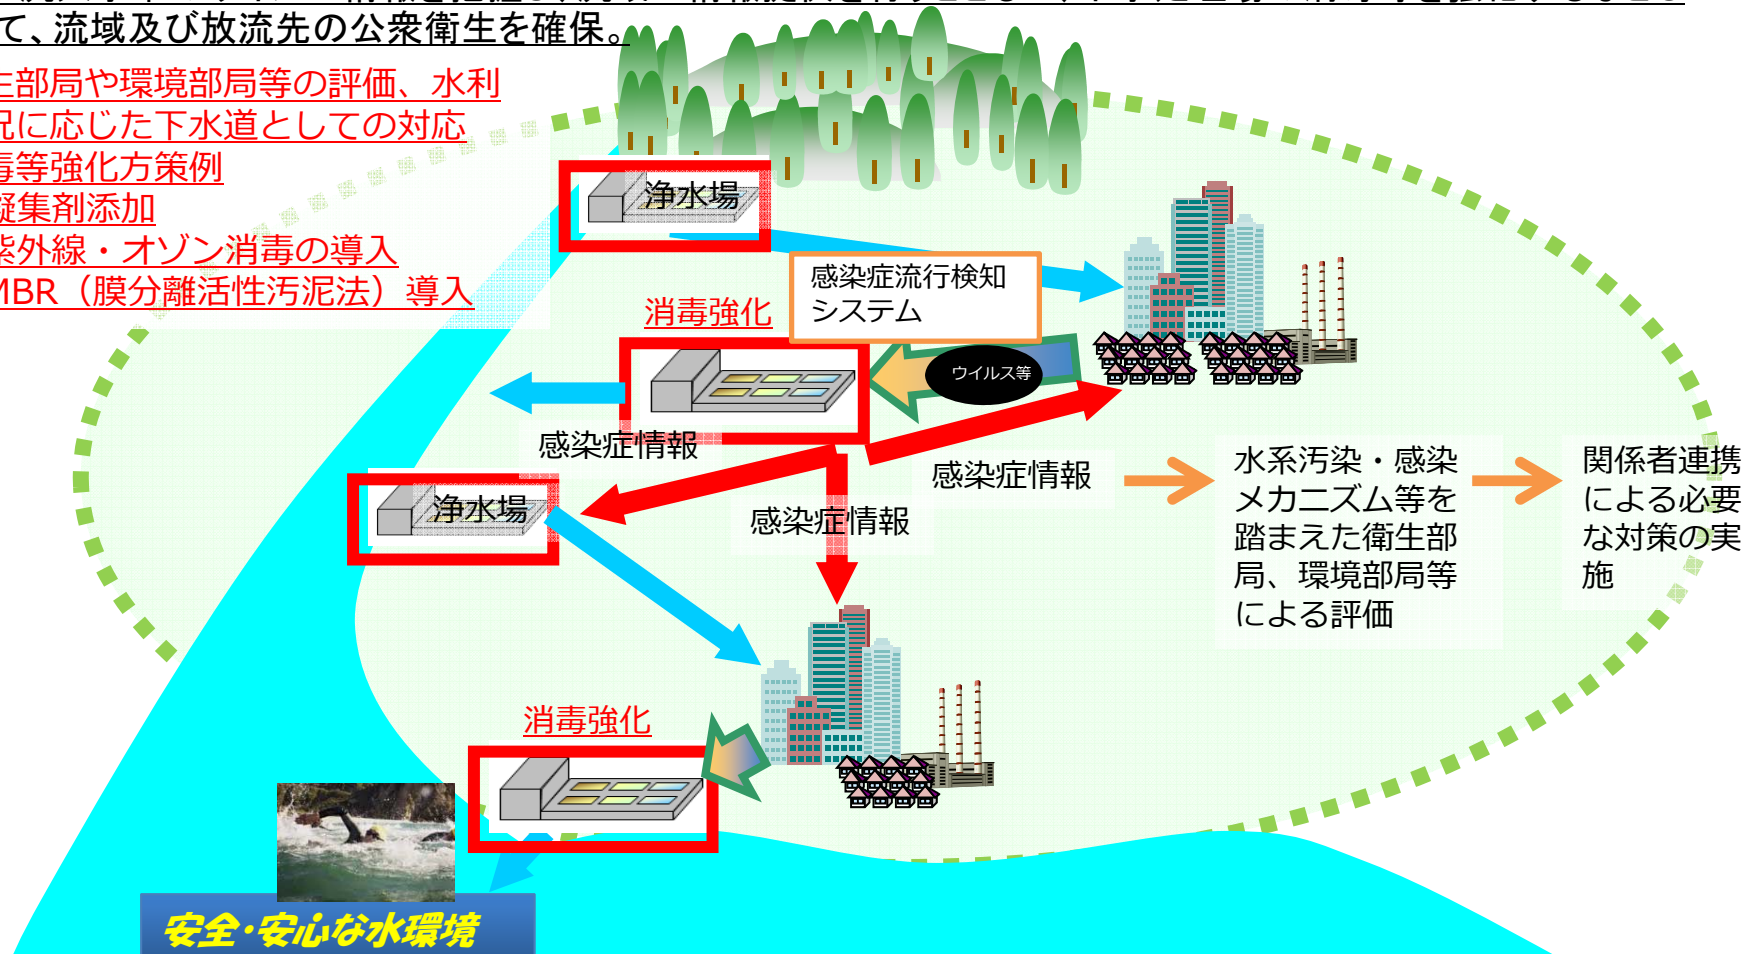 て、流域及び放流先の公衆衛生を確保。
生部局や環境部局等の評価、水利
況に応じた下水道としての対応
毒等強化方策例
凝集剤添加
紫外線・オゾン消毒の導入
MBR（膜分離活性汚泥法）導入
浄水場
感染症流行検知
システム
消毒強化
ウイルス等
感染症情報
浄水場
感染症情報
感染症情報
水系汚染・感染
メカニズム等を
踏まえた衛生部
局、環境部局等
による評価
関係者連携
による必要
な対策の実
施
消毒強化
安全・安心な水環境